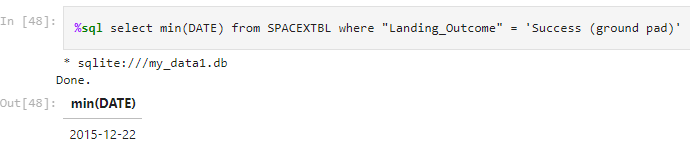 In [48]: %sql select min(DATE) from SPACEXTBL where "Landing_Outcome" = 'Success (ground pad)'
* sqlite:///my_data1.db
Done.
Out[48]: min(DATE)
2015-12-22